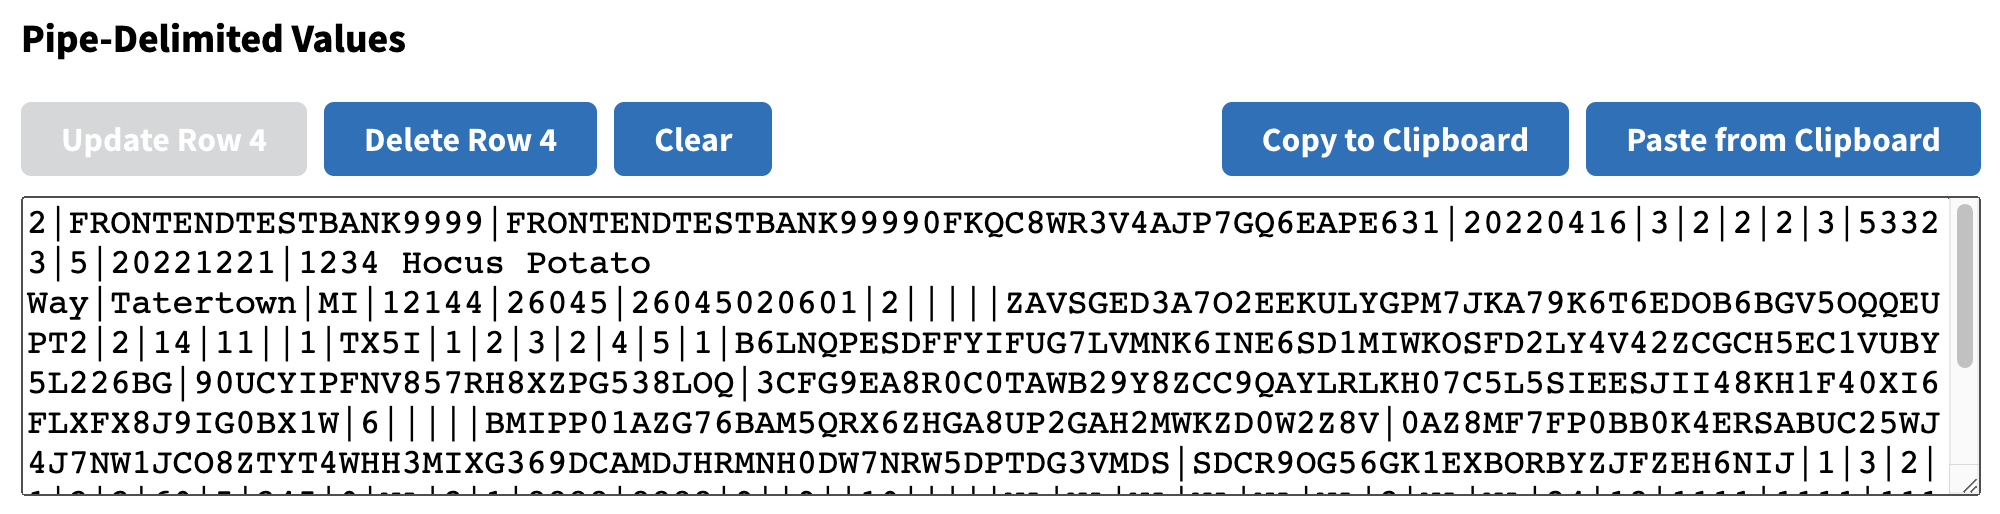 Pipe-Delimited Values
Update Row 4 Delete Row 4 Clear Copy to Clipboard Paste from Clipboard
2|FRONTENDTESTBANK9999|FRONTENDTESTBANK99990FKQC8WR3V4AJP7GQ6EAPE631|20220416|3|2|2|2|3|5332
3|5|20221221|1234 Hocus Potato
Way|Tatertown|MI|12144|26045|26045020601|2|||||ZAVSGED3A7O2EEKULYGPM7JKA79K6T6EDOB6BGV5OQQEU
PT2|2|14|11||1|TX5I|1|2|3|2|4|5|1|B6LNQPESDFFYIFUG7LVMNK6INE6SD1MIWKOSFD2LY4V42ZCGCH5EC1VUBY
5L226BG|90UCYIPFNV857RH8XZPG538LOQ|3CFG9EA8R0C0TAWB29Y8ZCC9QAYLRLKH07C5L5SIEESJII48KH1F40XI6
FLXFX8J9IG0BX1W|6|||||BMIPP01AZG76BAM5QRX6ZHGA8UP2GAH2MWKZD0W2Z8V|0AZ8MF7FP0BB0K4ERSABUC25WJ
4J7NW1JCO8ZTYT4WHH3MIXG369DCAMDJHRMNH0DW7NRW5DPTDG3VMDS|SDCR9OG56GK1EXBORBYZJFZEH6NIJ|1|3|2|